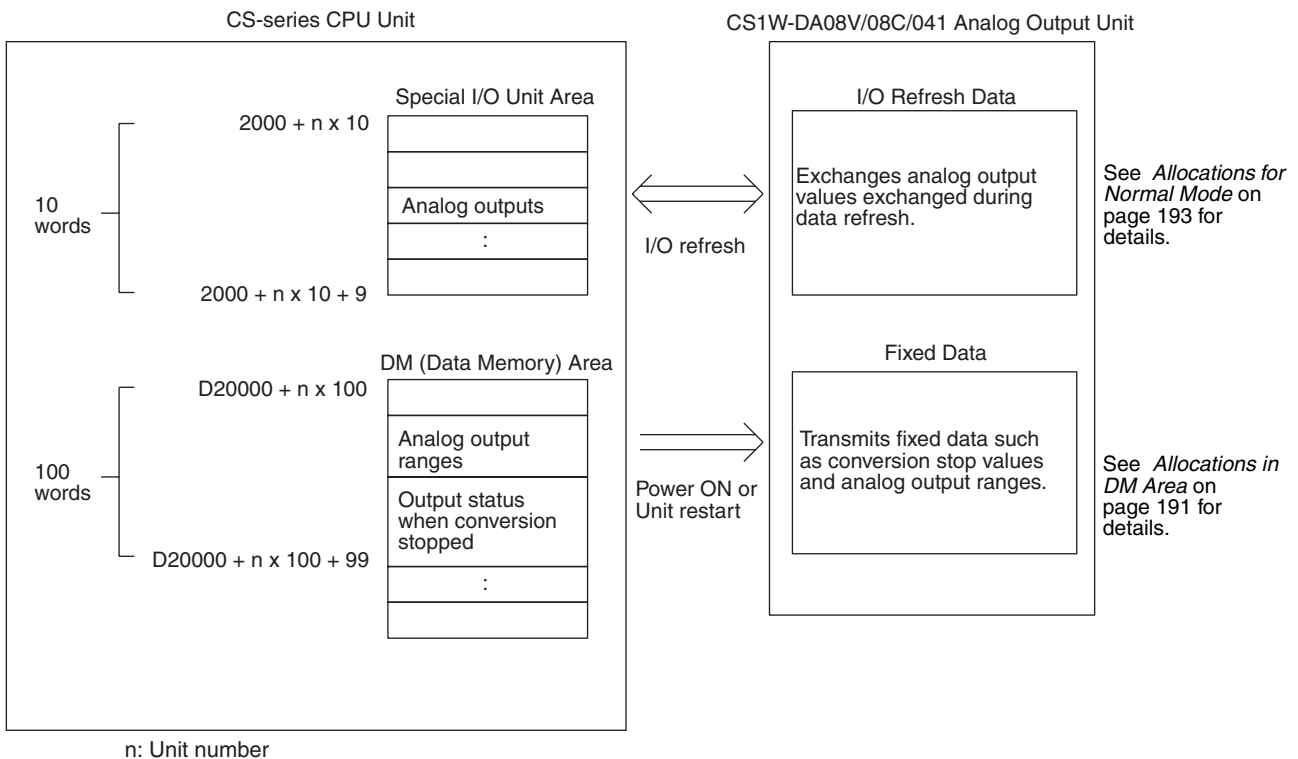 CS-series CPU Unit
CS1W-DA08V/08C/041 Analog Output Unit
Special I/O Unit Area
I/O Refresh Data
2000 + n x 10
10
words
Analog outputs
:
2000 + n x 10 + 9
I/O refresh
Exchanges analog output
values exchanged during
data refresh.
See Allocations for
Normal Mode on
page 193 for
details.
DM (Data Memory) Area
Fixed Data
D20000 + n x 100
100
words
Analog output
ranges
Output status
when conversion
stopped
:
D20000 + n x 100 + 99
Power ON or
Unit restart
Transmits fixed data such
as conversion stop values
and analog output ranges.
See Allocations in
DM Area on
page 191 for
details.
n: Unit number